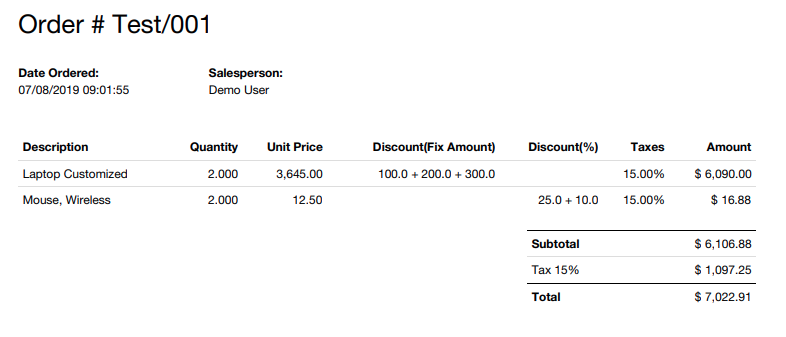 Order # Test/001
Date Ordered: Salesperson:
07/08/2019 09:01:55 Demo User
Description Quantity Unit Price Discount(Fix Amount) Discount(%) Taxes Amount
Laptop Customized 2.000 3,645.00 100.0 + 200.0 + 300.0 15.00% $ 6,090.00
Mouse, Wireless 2.000 12.50 25.0 + 10.0 15.00% $ 16.88
Subtotal $ 6,106.88
Tax 15% $ 1,097.25
Total $ 7,022.91